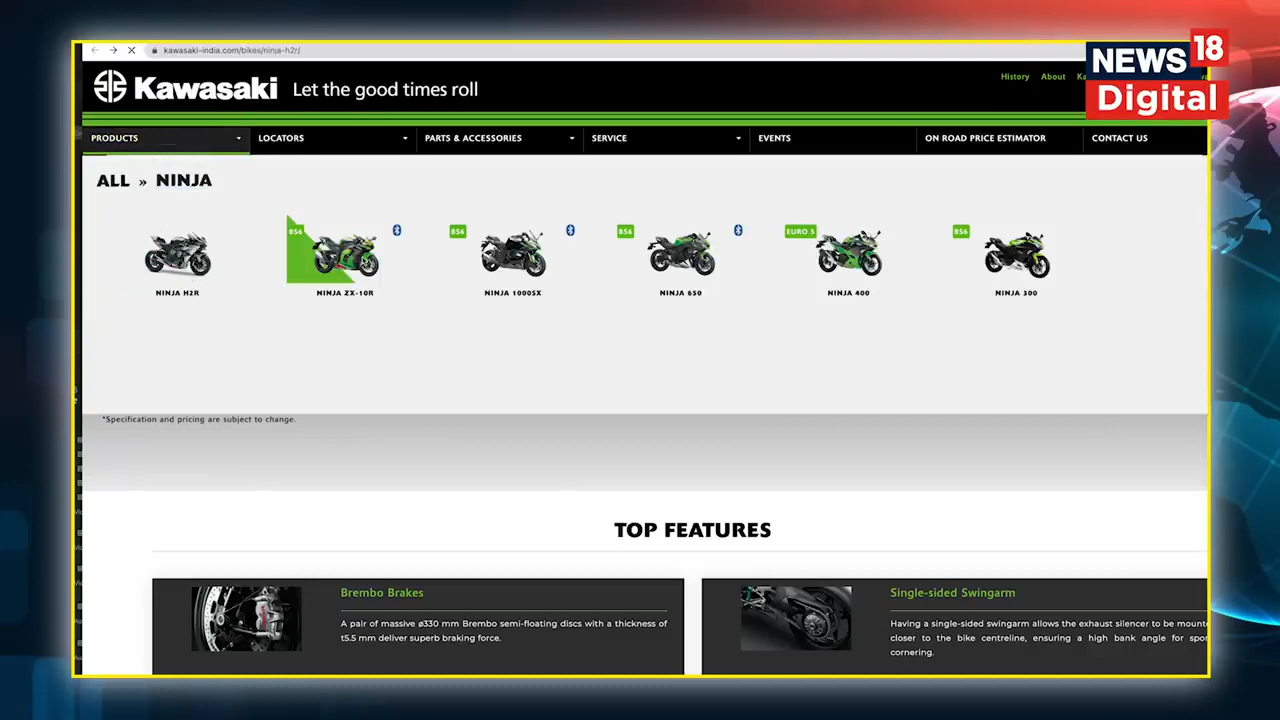 kawasaki-india.com/bikes/ninja-h2r/
NEWS 18
Digital
Kawasaki Let the good times roll
History About
PRODUCTS LOCATORS PARTS & ACCESSORIES SERVICE EVENTS ON ROAD PRICE ESTIMATOR CONTACT US
ALL » NINJA
BS6 BS6 BS6 EURO 5 BS6
NINJA H2R NINJA ZX-10R NINJA 1000SX NINJA 650 NINJA 400 NINJA 300
*Specification and pricing are subject to change.
TOP FEATURES
Brembo Brakes
A pair of massive ø330 mm Brembo semi-floating discs with a thickness of
t5.5 mm deliver superb braking force.
Single-sided Swingarm
Having a single-sided swingarm allows the exhaust silencer to be
closer to the bike centreline, ensuring a high bank angle for
cornering.